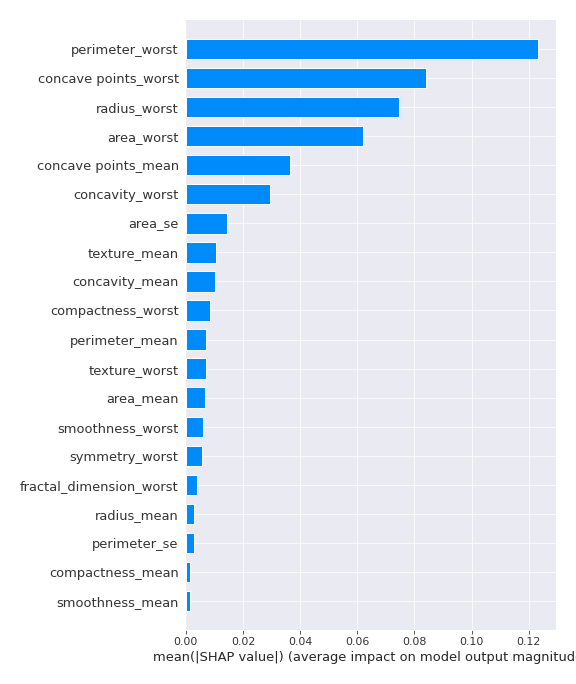 perimeter_worst
concave points_worst
radius_worst
area_worst
concave points_mean
concavity_worst
area_se
texture_mean
concavity_mean
compactness_worst
perimeter_mean
texture_worst
area_mean
smoothness_worst
symmetry_worst
fractal_dimension_worst
radius_mean
perimeter_se
compactness_mean
smoothness_mean
0.00 0.02 0.04 0.06 0.08 0.10 0.12
mean(|SHAP value|) (average impact on model output magnitude